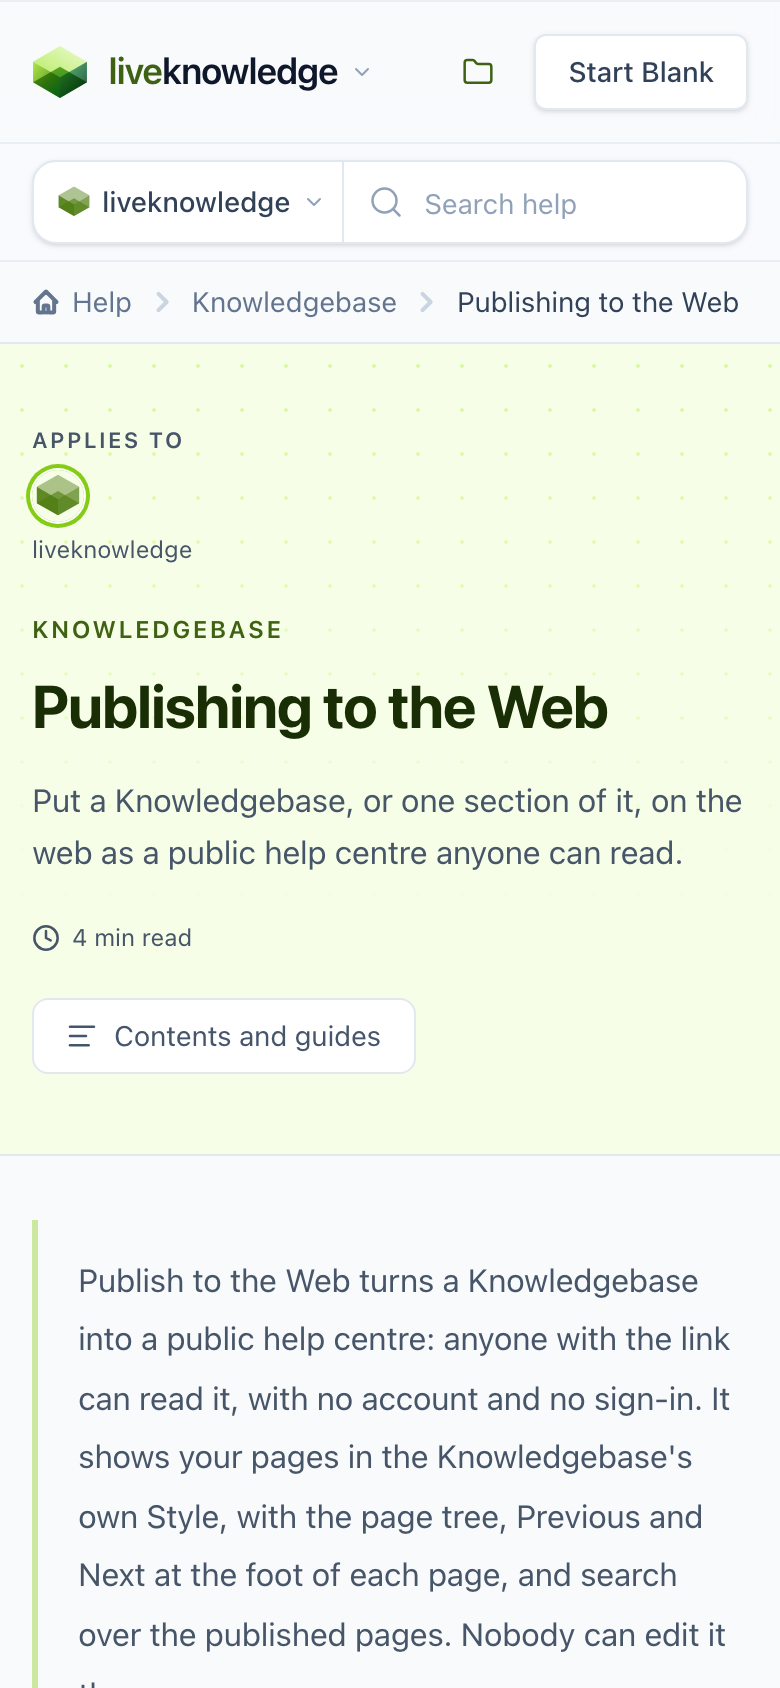 liveknowledge
Start Blank
liveknowledge
Search help
Help
Knowledgebase
Publishing to the Web
APPLIES TO
liveknowledge
KNOWLEDGEBASE
Publishing to the Web
Put a Knowledgebase, or one section of it, on the
web as a public help centre anyone can read.
4 min read
Contents and guides
Publish to the Web turns a Knowledgebase
into a public help centre: anyone with the link
can read it, with no account and no sign-in. It
shows your pages in the Knowledgebase's
own Style, with the page tree, Previous and
Next at the foot of each page, and search
over the published pages. Nobody can edit it